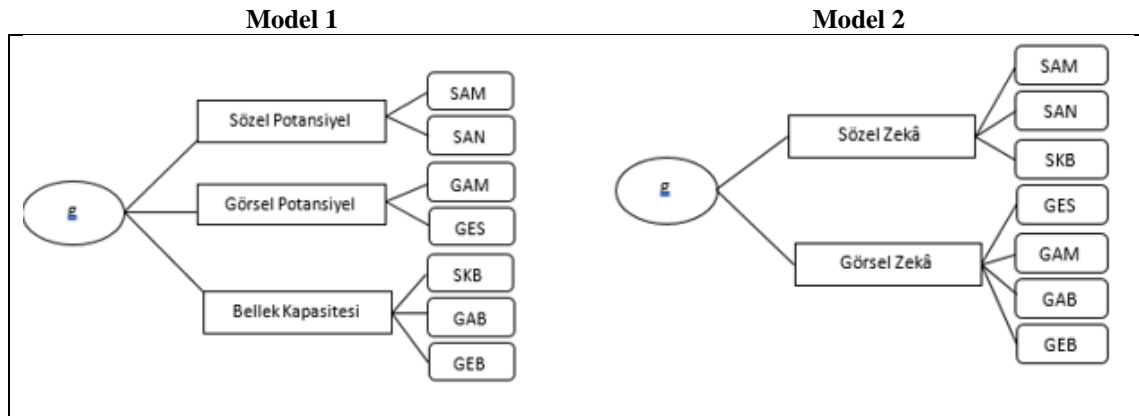 Model 1
Model 2
g
Sözel Potansiyel
SAM
SAN
Görsel Potansiyel
GAM
GES
Bellek Kapasitesi
SKB
GAB
GEB
g
Sözel Zekâ
SAM
SAN
SKB
Görsel Zekâ
GES
GAM
GAB
GEB